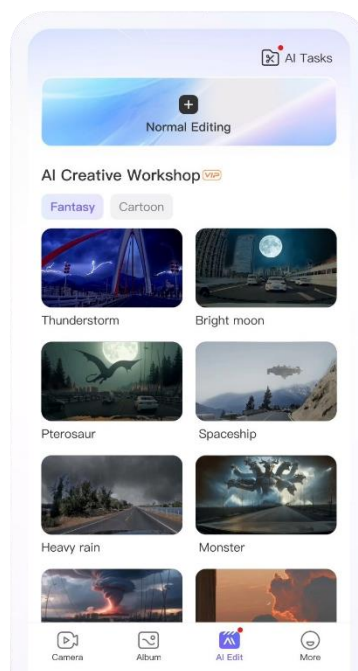 AI Tasks
Normal Editing
AI Creative Workshop VIP
Fantasy Cartoon
Thunderstorm Bright moon
Pterosaur Spaceship
Heavy rain Monster
Camera Album AI Edit More